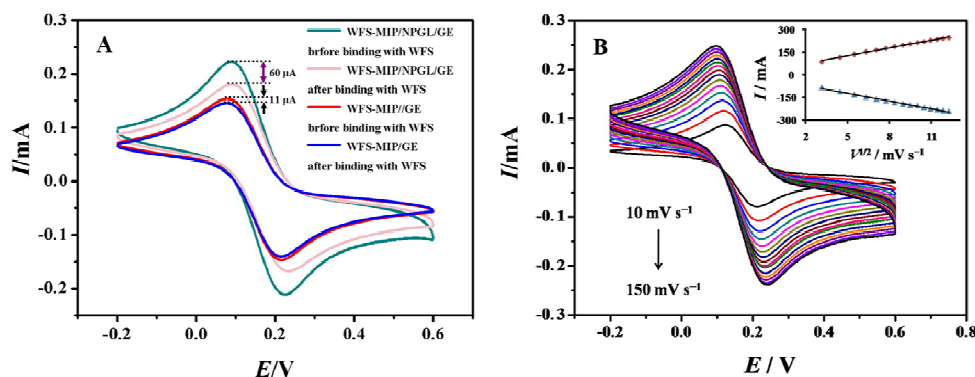 A
WFS-MIP/NPGL/GE
brfore binding with WFS
WFS-MIP/NPGL/GE
after binding with WFS
WFS-MIP//GE
brfore binding with WFS
WFS-MIP/GE
after binding with WFS
60 μA
11 μA
0.3
0.2
0.1
0.0
-0.1
-0.2
I/mA
-0.2
0.0
0.2
0.4
0.6
E/V
B
0.3
0.2
0.1
0.0
-0.1
-0.2
-0.3
I/mA
10 mV s⁻¹
150 mV s⁻¹
-0.2
0.0
0.2
0.4
0.6
0.8
E / V
300
150
0
-150
-300
I / mA
2
5
8
11
V1/2 / mV s⁻¹